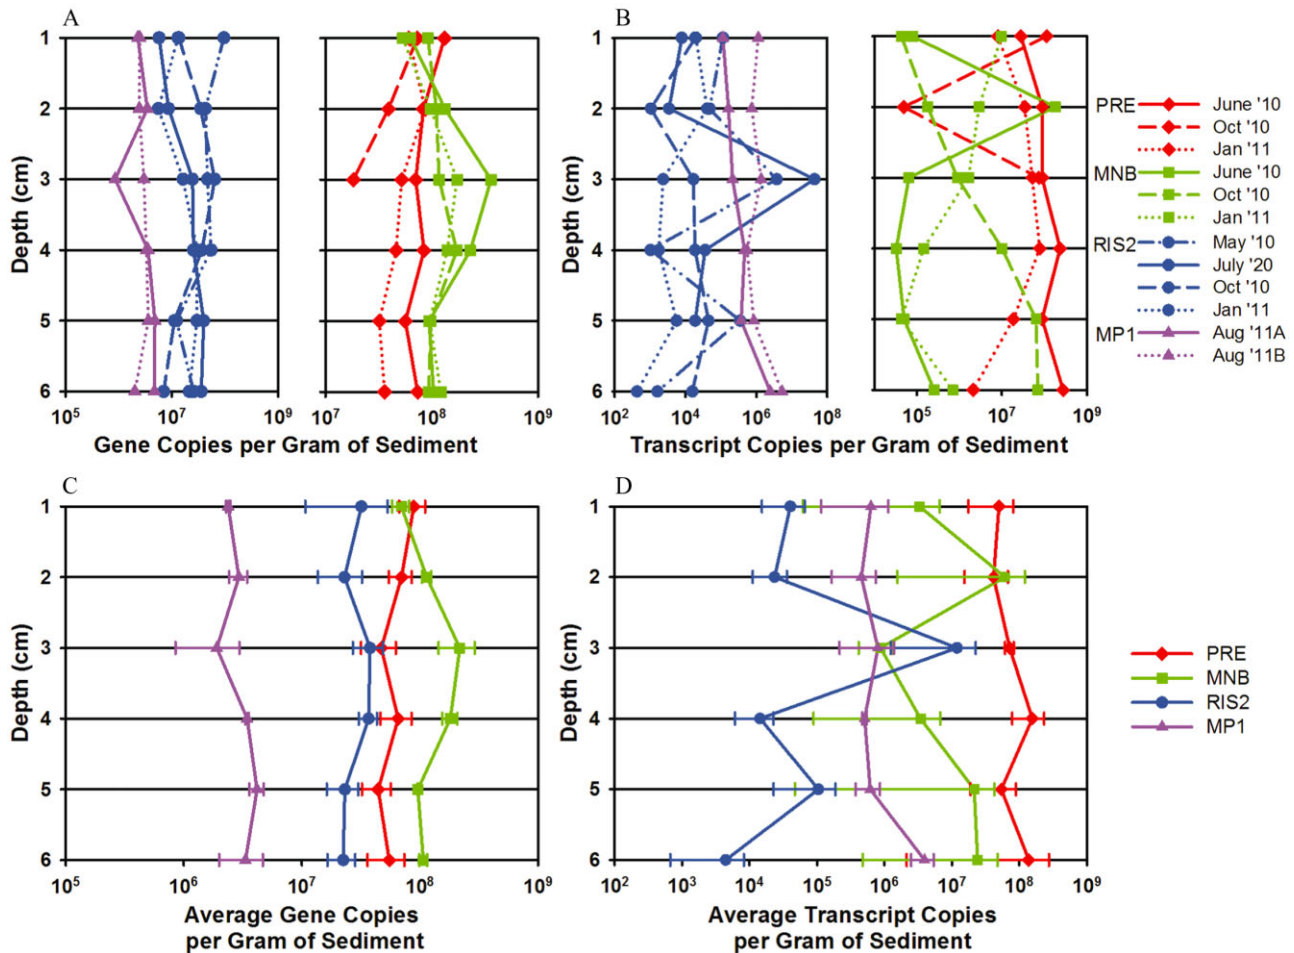 A
B
1
2
3
4
5
6
Depth (cm)
10^5 10^7 10^9
10^7 10^8 10^9
Gene Copies per Gram of Sediment
1
2
3
4
5
6
Depth (cm)
10^2 10^4 10^6 10^8
10^5 10^7 10^9
Transcript Copies per Gram of Sediment
PRE June '10
Oct '10
Jan '11
MNB June '10
Oct '10
Jan '11
RIS2 May '10
July '20
Oct '10
Jan '11
MP1 Aug '11A
Aug '11B
C
D
1
2
3
4
5
6
Depth (cm)
10^5 10^6 10^7 10^8 10^9
Average Gene Copies
per Gram of Sediment
1
2
3
4
5
6
Depth (cm)
10^2 10^3 10^4 10^5 10^6 10^7 10^8 10^9
Average Transcript Copies
per Gram of Sediment
PRE
MNB
RIS2
MP1